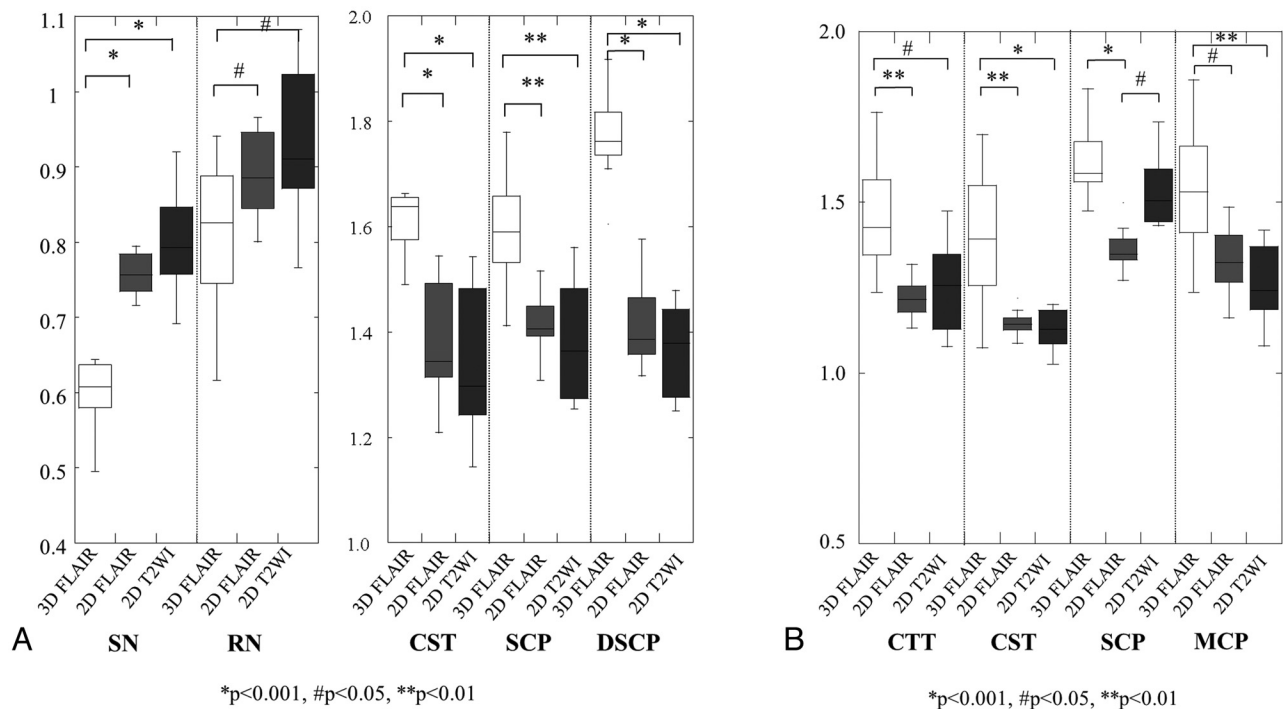 1.1
1
0.9
0.8
0.7
0.6
0.5
0.4
* * # #
3D FLAIR
2D FLAIR
2D T2WI
3D FLAIR
2D FLAIR
2D T2WI
SN RN
2.0
1.8
1.6
1.4
1.2
1.0
* * ** ** * *
3D FLAIR
2D FLAIR
2D T2WI
3D FLAIR
2D FLAIR
2D T2WI
3D FLAIR
2D FLAIR
2D T2WI
CST SCP DSCP
A
*p<0.001, #p<0.05, **p<0.01
2.0
1.5
1.0
0.5
# ** * ** * # ** #
3D FLAIR
2D FLAIR
2D T2WI
3D FLAIR
2D FLAIR
2D T2WI
3D FLAIR
2D FLAIR
2D T2WI
3D FLAIR
2D FLAIR
2D T2WI
CTT CST SCP MCP
B
*p<0.001, #p<0.05, **p<0.01